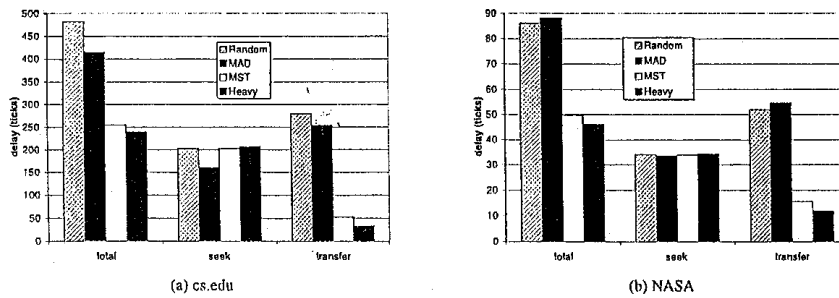 500
450
400
350
300
250
200
150
100
50
0
delay (ticks)
Random
MAD
MST
Heavy
total seek transfer
(a) cs.edu
90
80
70
60
50
40
30
20
10
0
delay (ticks)
Random
MAD
MST
Heavy
total seek transfer
(b) NASA